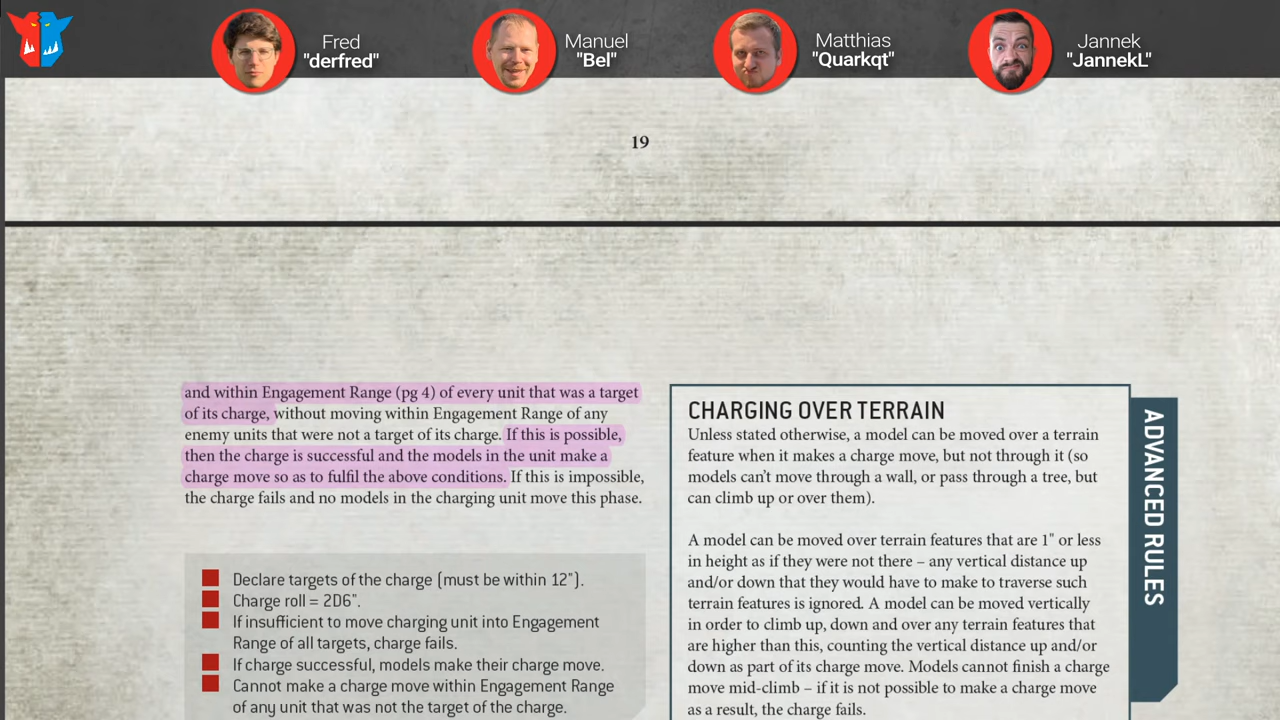 Fred
"derfred"
Manuel
"Bel"
Matthias
"Quarkqt"
Jannek
"JannekL"
19
and within Engagement Range (pg 4) of every unit that was a target
of its charge, without moving within Engagement Range of any
enemy units that were not a target of its charge. If this is possible,
then the charge is successful and the models in the unit make a
charge move so as to fulfil the above conditions. If this is impossible,
the charge fails and no models in the charging unit move this phase.
Declare targets of the charge (must be within 12").
Charge roll = 2D6".
If insufficient to move charging unit into Engagement
Range of all targets, charge fails.
If charge successful, models make their charge move.
Cannot make a charge move within Engagement Range
of any unit that was not the target of the charge.
CHARGING OVER TERRAIN
Unless stated otherwise, a model can be moved over a terrain
feature when it makes a charge move, but not through it (so
models can't move through a wall, or pass through a tree, but
can climb up or over them).
A model can be moved over terrain features that are 1" or less
in height as if they were not there – any vertical distance up
and/or down that they would have to make to traverse such
terrain features is ignored. A model can be moved vertically
in order to climb up, down and over any terrain features that
are higher than this, counting the vertical distance up and/or
down as part of its charge move. Models cannot finish a charge
move mid-climb – if it is not possible to make a charge move
as a result, the charge fails.
ADVANCED RULES